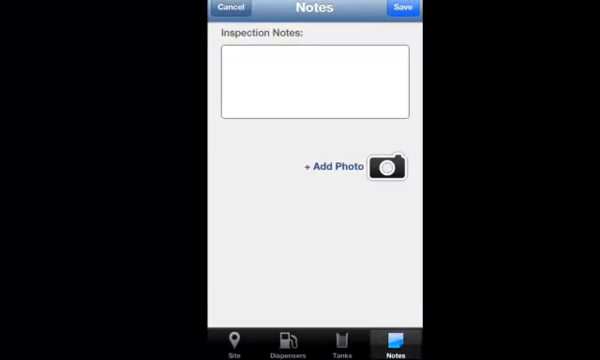 Cancel Notes Save
Inspection Notes:
+ Add Photo
Site Dispensers Tanks Notes